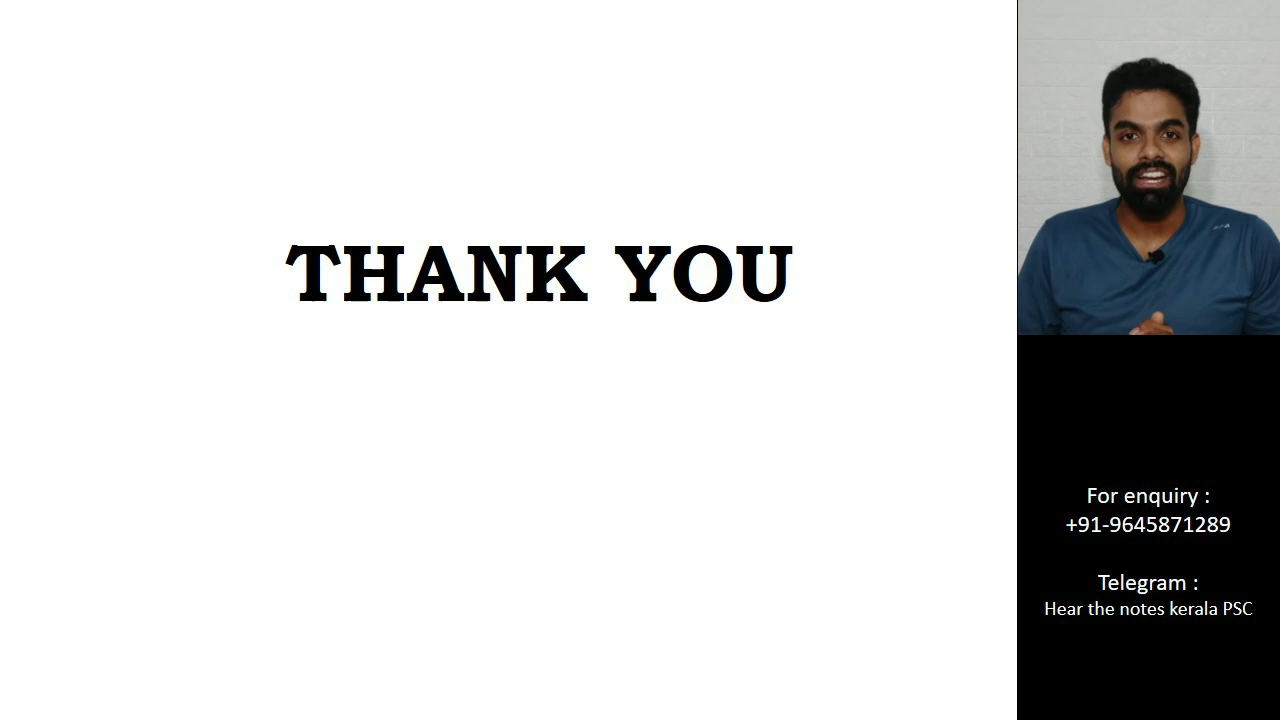 THANK YOU
For enquiry :
+91-9645871289
Telegram :
Hear the notes kerala PSC